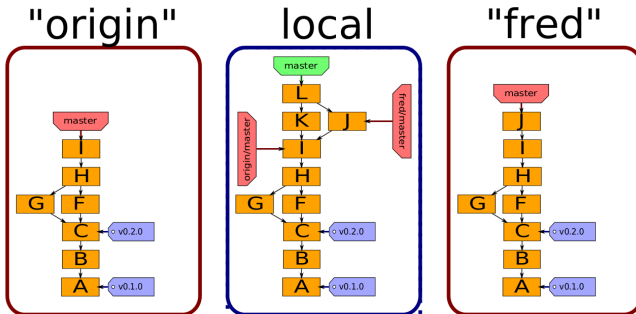 "origin"
master
I
H
G F
C v0.2.0
B
A v0.1.0
local
master
L
K J
fred/master
origin/master
I
H
G F
C v0.2.0
B
A v0.1.0
"fred"
master
J
I
H
G F
C v0.2.0
B
A v0.1.0